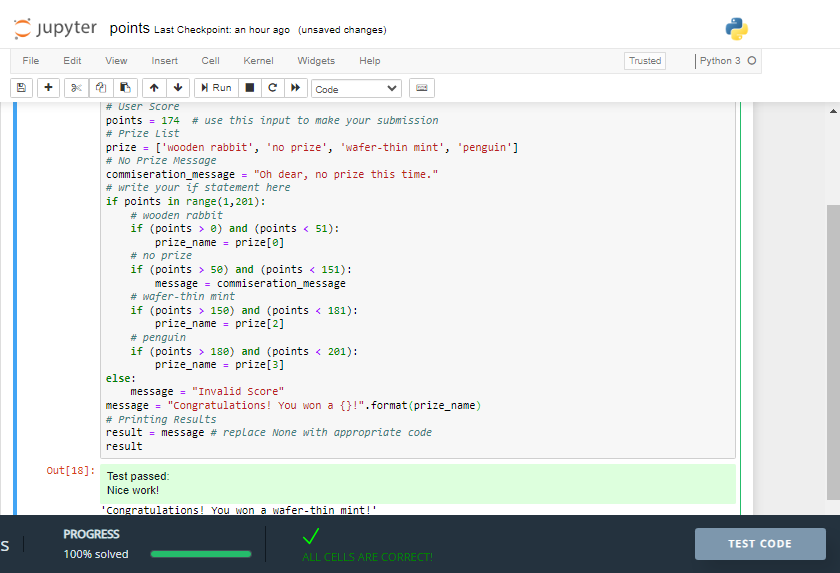 jupyter points Last Checkpoint: an hour ago (unsaved changes)
File Edit View Insert Cell Kernel Widgets Help Trusted Python 3
Run Code
# User Score
points = 174  # use this input to make your submission
# Prize List
prize = ['wooden rabbit', 'no prize', 'wafer-thin mint', 'penguin']
# No Prize Message
commiseration_message = "Oh dear, no prize this time."
# write your if statement here
if points in range(1,201):
    # wooden rabbit
    if (points > 0) and (points < 51):
        prize_name = prize[0]
    # no prize
    if (points > 50) and (points < 151):
        message = commiseration_message
    # wafer-thin mint
    if (points > 150) and (points < 181):
        prize_name = prize[2]
    # penguin
    if (points > 180) and (points < 201):
        prize_name = prize[3]
else:
    message = "Invalid Score"
message = "Congratulations! You won a {}!".format(prize_name)
# Printing Results
result = message # replace None with appropriate code
result
Out[18]: Test passed:
Nice work!
'Congratulations! You won a wafer-thin mint!'
s PROGRESS
100% solved
ALL CELLS ARE CORRECT!
TEST CODE